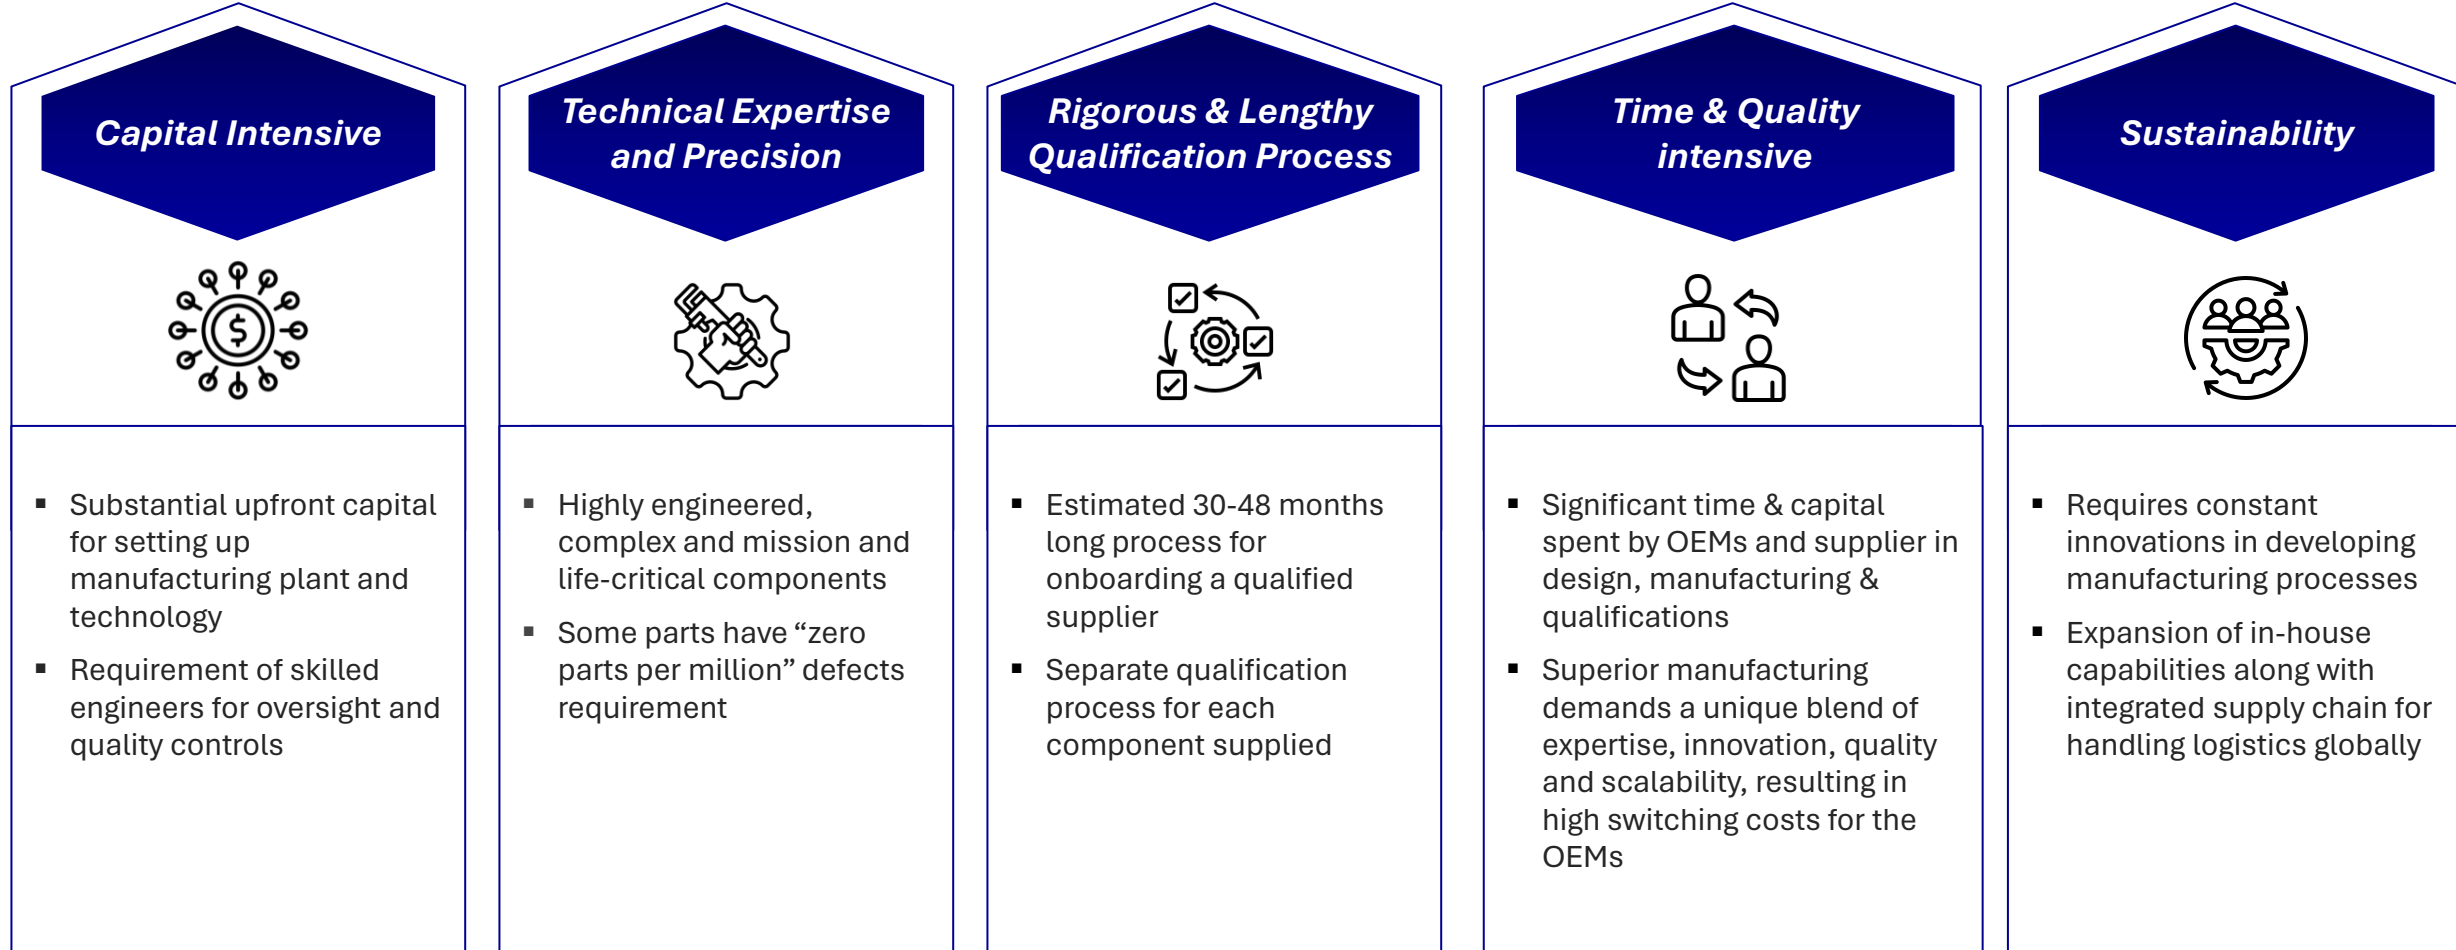 Capital Intensive
$
▪ Substantial upfront capital
for setting up
manufacturing plant and
technology
▪ Requirement of skilled
engineers for oversight and
quality controls
Technical Expertise
and Precision
▪ Highly engineered,
complex and mission and
life-critical components
▪ Some parts have “zero
parts per million” defects
requirement
Rigorous & Lengthy
Qualification Process
▪ Estimated 30-48 months
long process for
onboarding a qualified
supplier
▪ Separate qualification
process for each
component supplied
Time & Quality
intensive
▪ Significant time & capital
spent by OEMs and supplier in
design, manufacturing &
qualifications
▪ Superior manufacturing
demands a unique blend of
expertise, innovation, quality
and scalability, resulting in
high switching costs for the
OEMs
Sustainability
▪ Requires constant
innovations in developing
manufacturing processes
▪ Expansion of in-house
capabilities along with
integrated supply chain for
handling logistics globally